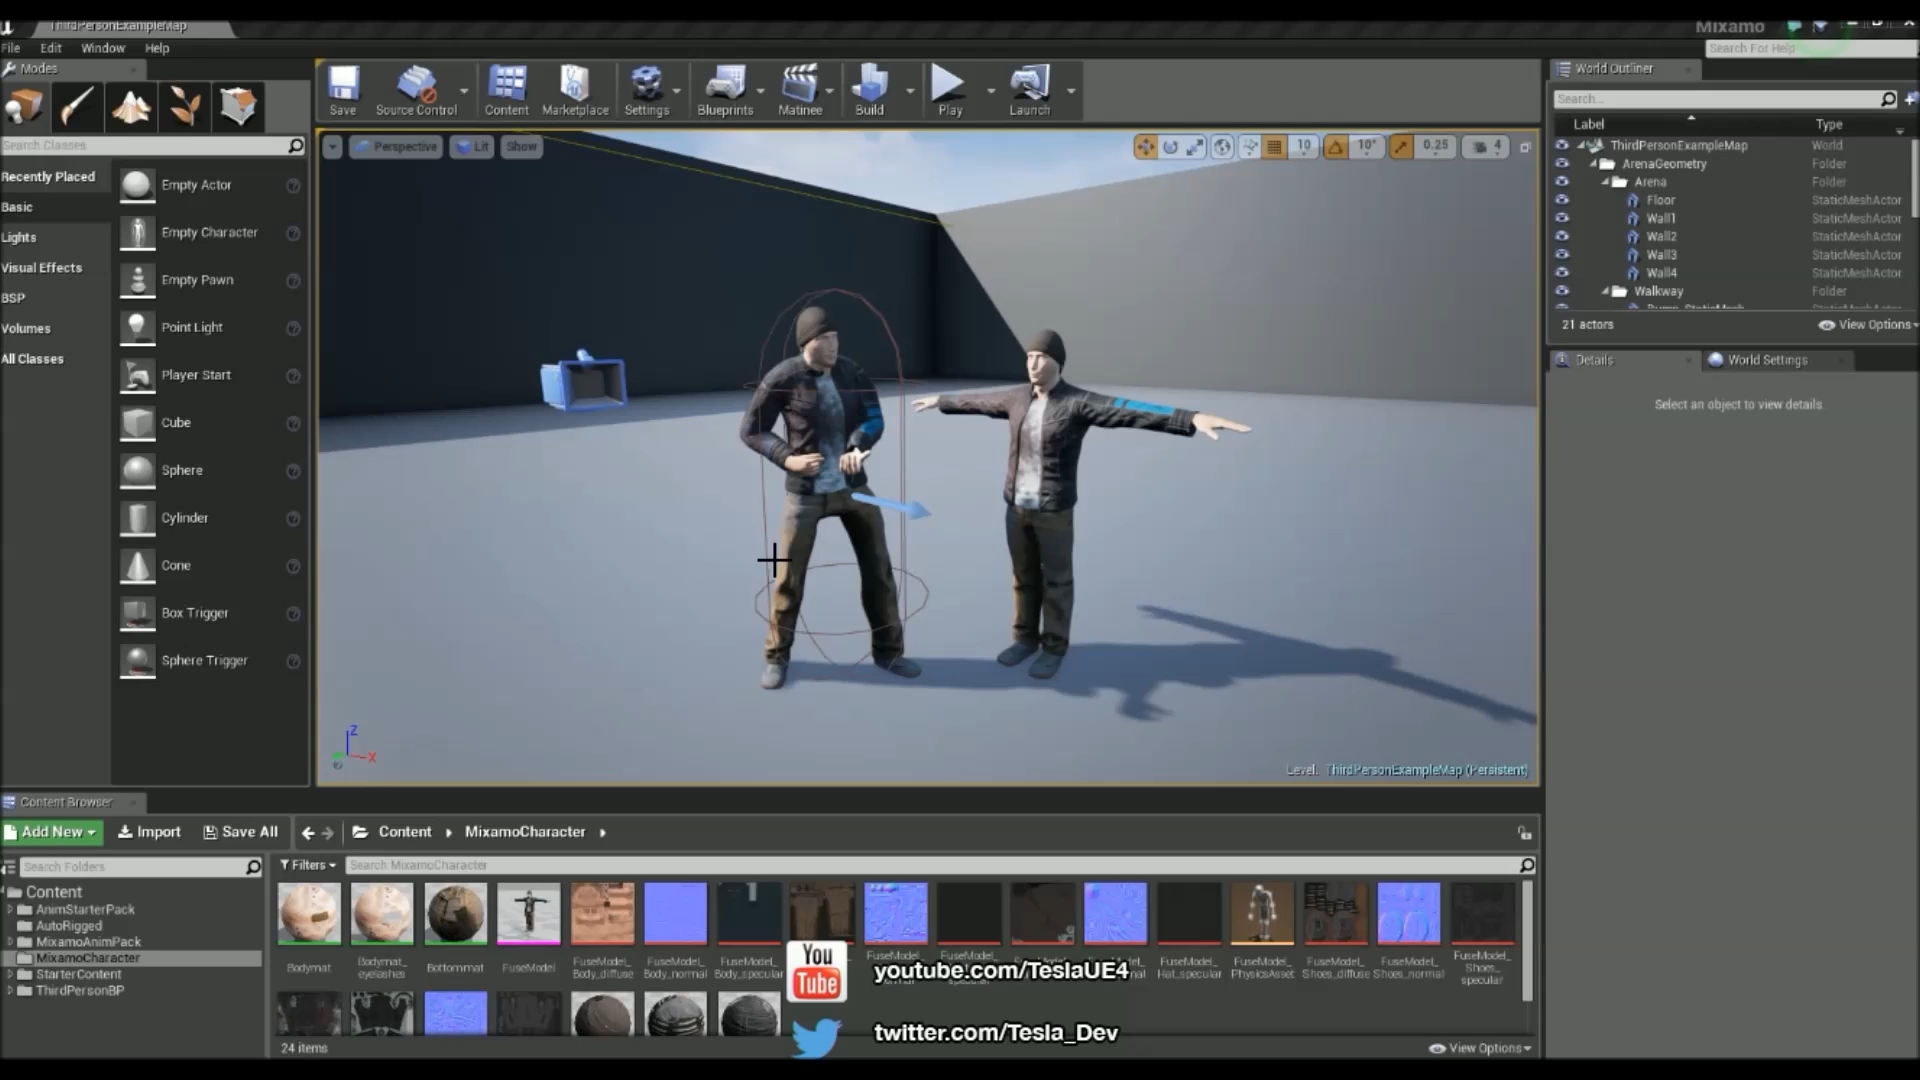 ThirdPersonExampleMap
Mixamo
File Edit Window Help
Search For Help
Modes
Save
Source Control
Content
Marketplace
Settings
Blueprints
Matinee
Build
Play
Launch
World Outliner
Search...
Label
Type
Search Classes
Perspective
Lit
Show
10
10°
0.25
4
Recently Placed
Basic
Lights
Visual Effects
BSP
Volumes
All Classes
Empty Actor
Empty Character
Empty Pawn
Point Light
Player Start
Cube
Sphere
Cylinder
Cone
Box Trigger
Sphere Trigger
ThirdPersonExampleMap World
ArenaGeometry Folder
Arena Folder
Floor StaticMeshActor
Wall1 StaticMeshActor
Wall2 StaticMeshActor
Wall3 StaticMeshActor
Wall4 StaticMeshActor
Walkway Folder
21 actors
View Options
Details
World Settings
Select an object to view details
Z
X
Level: ThirdPersonExampleMap (Persistent)
Content Browser
Add New
Import
Save All
Content
MixamoCharacter
Search Folders
Filters
Search MixamoCharacter
Content
AnimStarterPack
AutoRigged
MixamoAnimPack
MixamoCharacter
StarterContent
ThirdPersonBP
Bodymat
Bodymat_
eyelashes
Bottommat
FuseModel
FuseModel_
Body_diffuse
FuseModel_
Body_normal
FuseModel_
Body_specular
FuseModel_
Hat_specular
FuseModel_
PhysicsAsset
FuseModel_
Shoes_diffuse
FuseModel_
Shoes_normal
FuseModel_
Shoes_
specular
You
Tube
youtube.com/TeslaUE4
twitter.com/Tesla_Dev
24 items
View Options